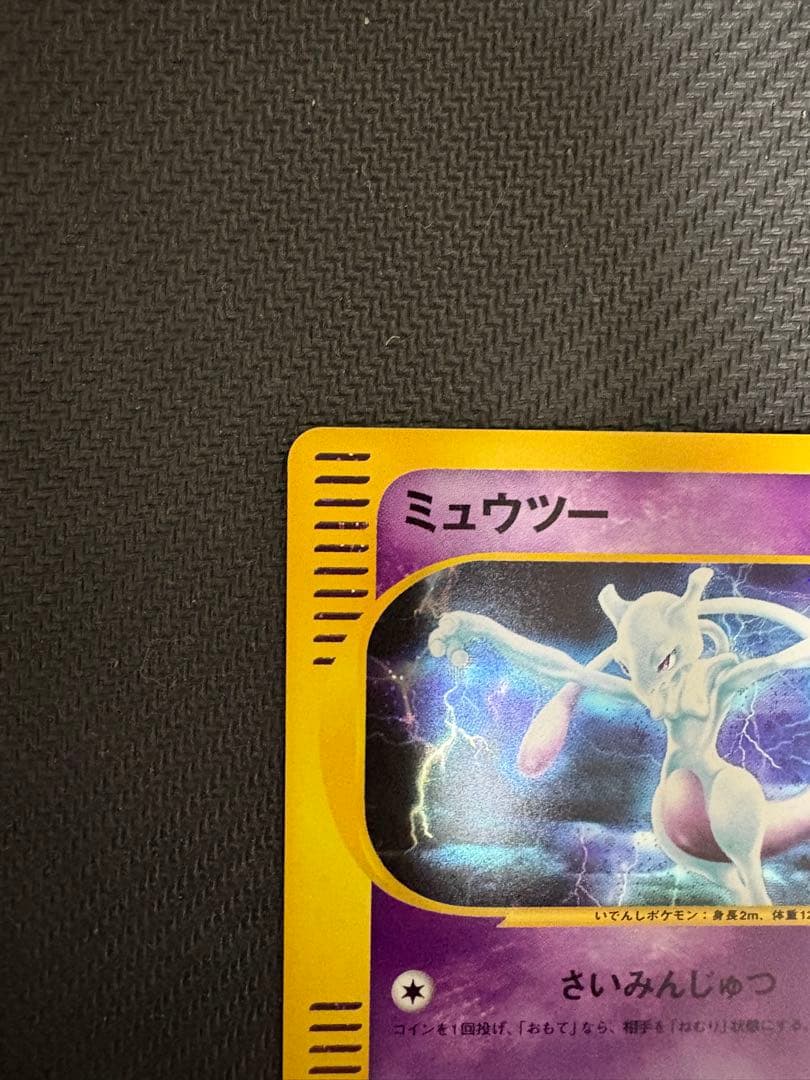 ミュウツー
いでんしポケモン：身長2m、体重12
さいみんじゅつ
コインを1回投げ、「おもて」なら、相手を「ねむり」状態にする。